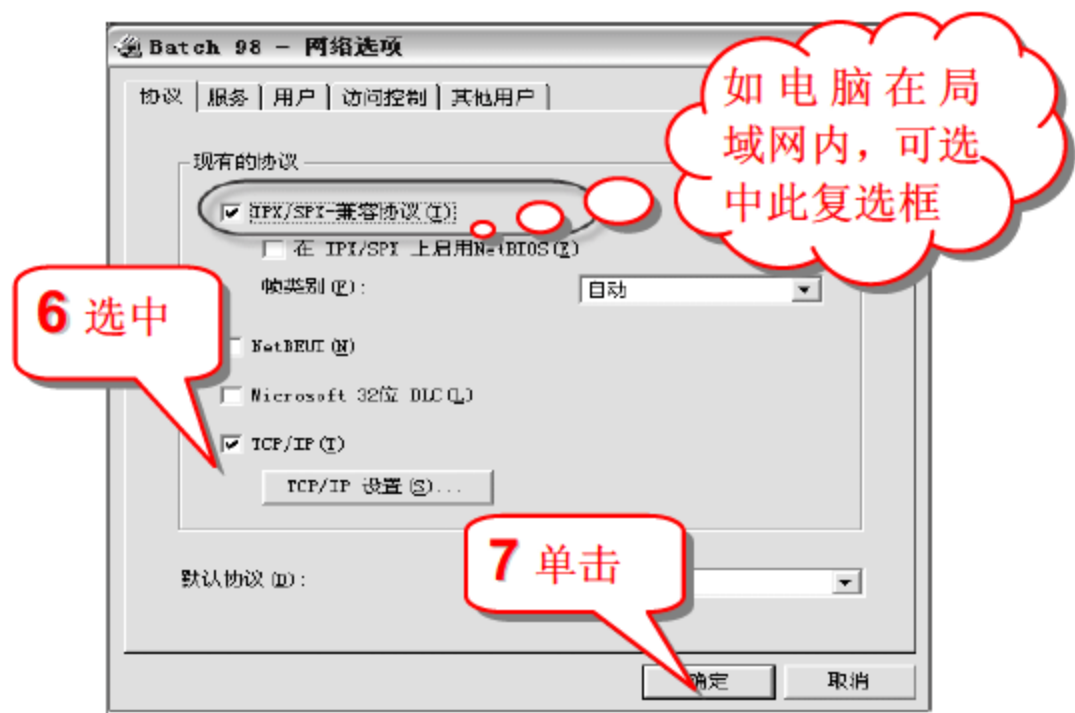 Batch 98 - 网络选项
协议 服务 用户 访问控制 其他用户
如电脑在局
域网内，可选
中此复选框
现有的协议
IPX/SPX-兼容协议(I)
在 IPX/SPX 上启用NetBIOS(E)
帧类别(F):
自动
6 选中
NetBEUI(N)
Microsoft 32位 DLC(L)
TCP/IP(T)
TCP/IP 设置(S)...
7 单击
默认协议(D):
确定 取消